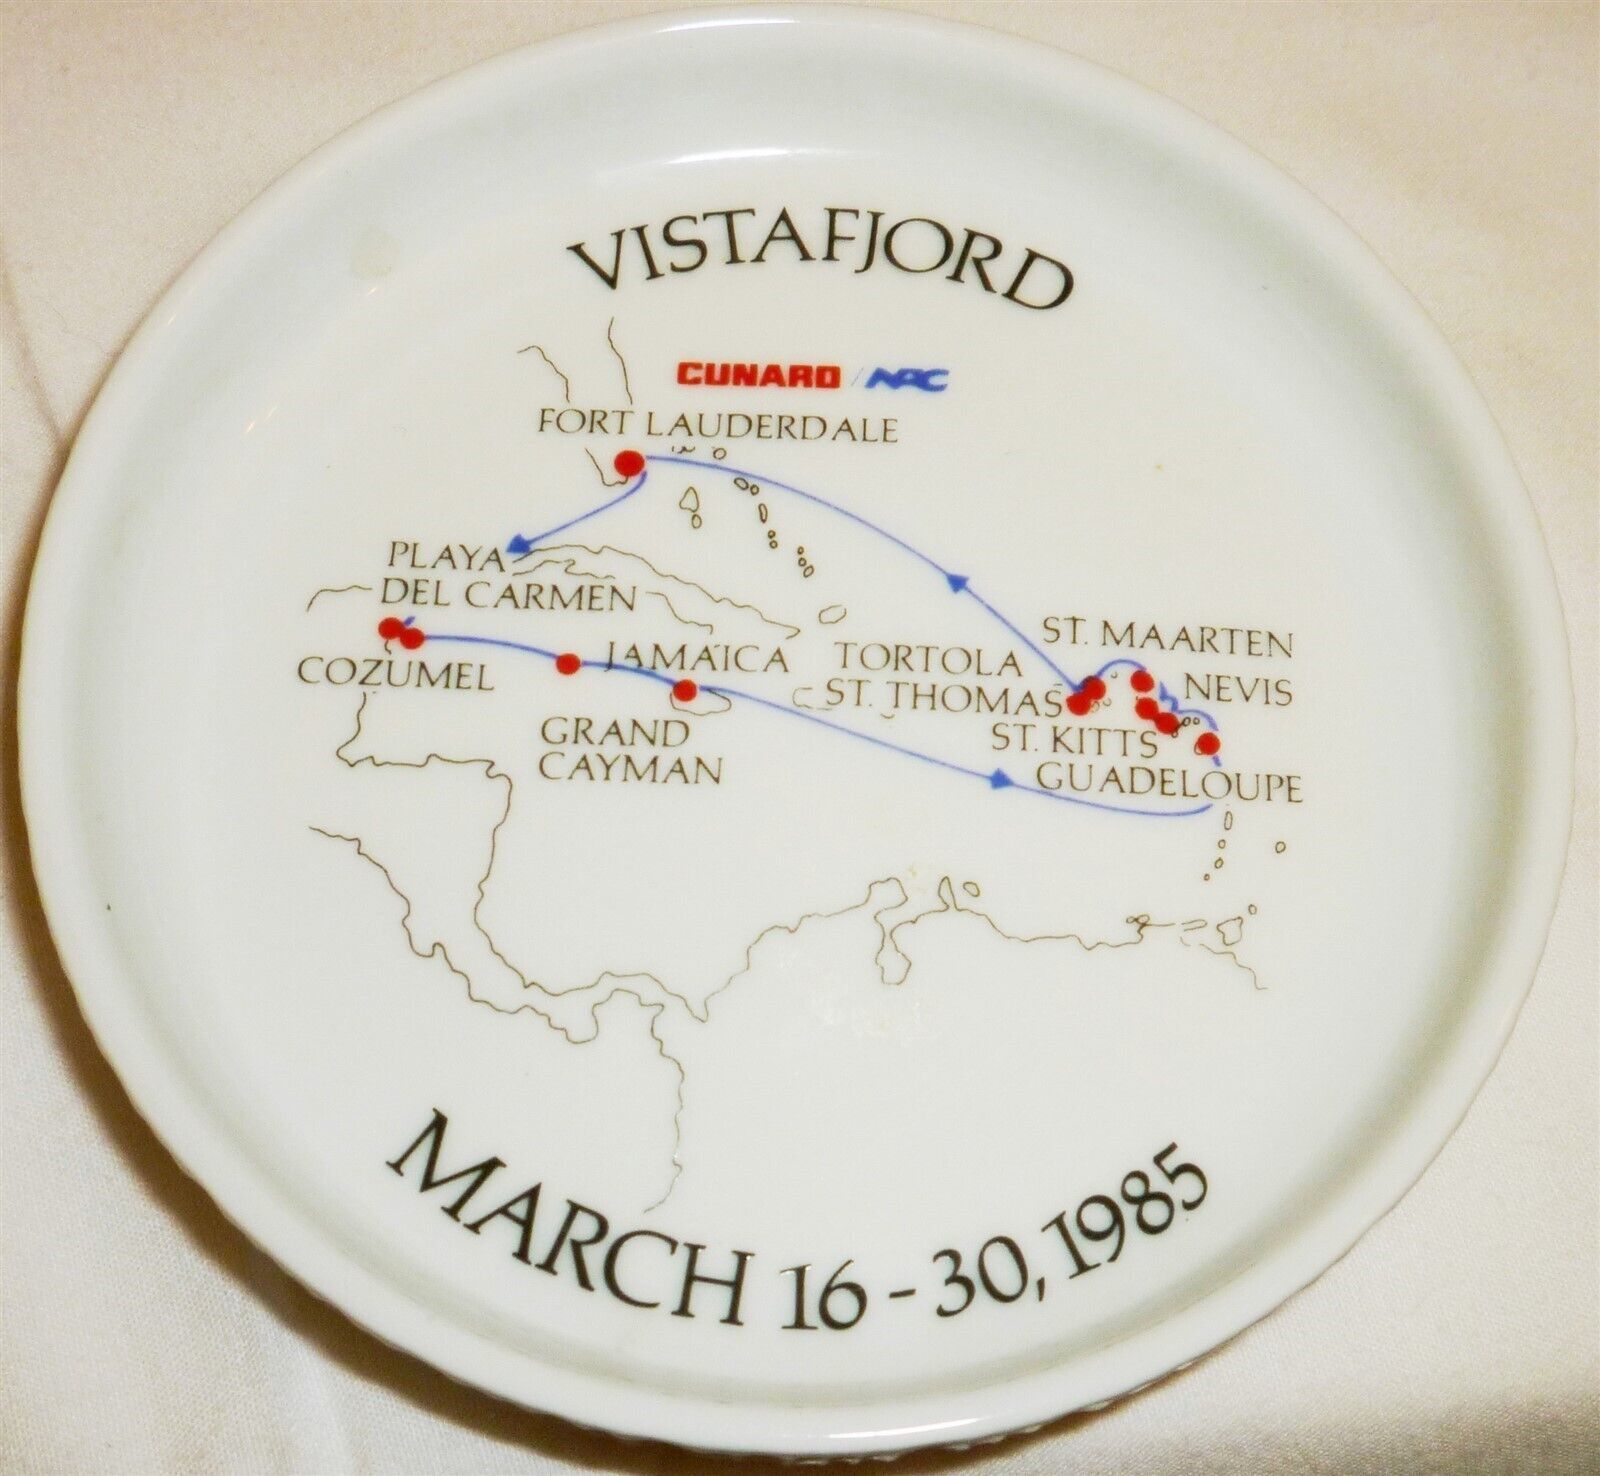 VISTAFJORD
CUNARD / NAC
FORT LAUDERDALE
PLAYA
DEL CARMEN
COZUMEL
JAMAICA
GRAND
CAYMAN
TORTOLA
ST. THOMAS
ST. MAARTEN
NEVIS
ST. KITTS
GUADELOUPE
MARCH 16 - 30, 1985